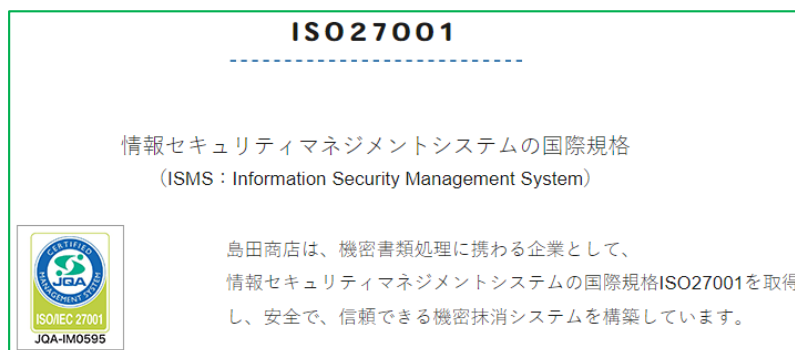 ISO27001
情報セキュリティマネジメントシステムの国際規格
（ISMS：Information Security Management System）
島田商店は、機密書類処理に携わる企業として、
情報セキュリティマネジメントシステムの国際規格ISO27001を取得
し、安全で、信頼できる機密抹消システムを構築しています。
CERTIFIED
JQA
MANAGEMENT SYSTEM
ISO/IEC 27001
JQA-IM0595